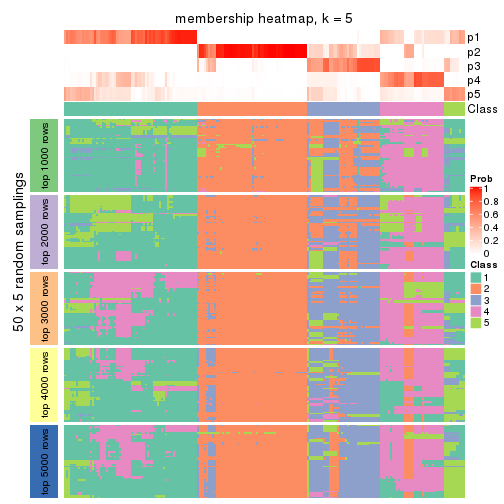 membership heatmap, k = 5
p1
p2
p3
p4
p5
Class
50 x 5 random samplings
top 1000 rows
top 2000 rows
top 3000 rows
top 4000 rows
top 5000 rows
Prob
1
0.8
0.6
0.4
0.2
0
Class
1
2
3
4
5